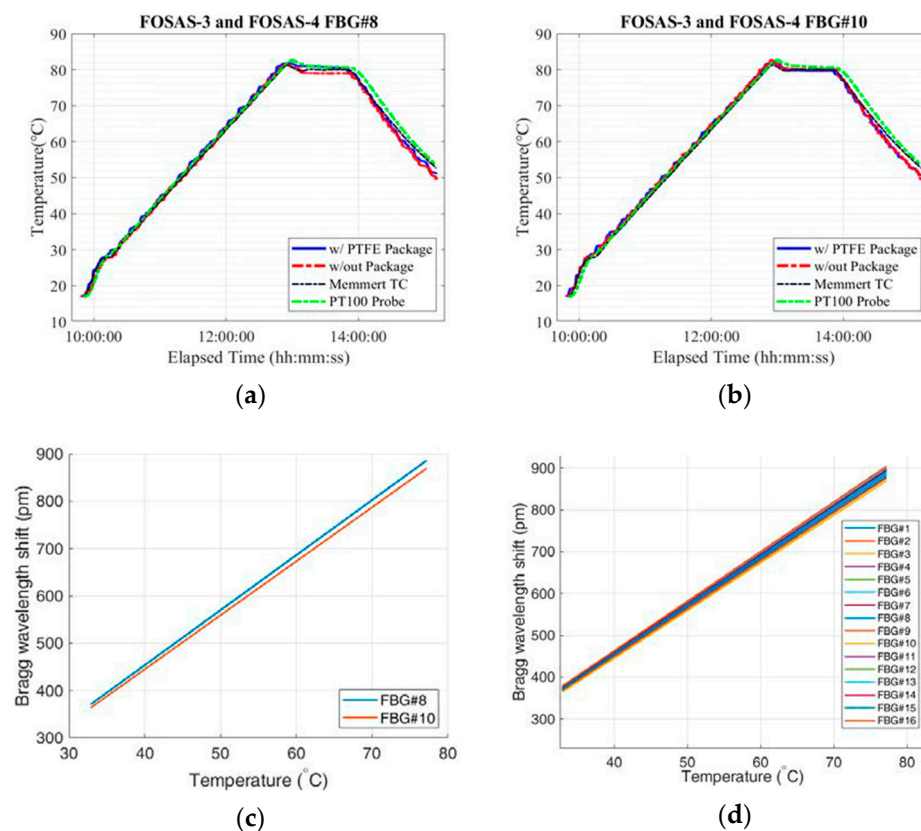 FOSAS-3 and FOSAS-4 FBG#8
90
80
70
60
50
40
30
20
10
Temperature(°C)
w/ PTFE Package
w/out Package
Memmert TC
PT100 Probe
10:00:00 12:00:00 14:00:00
Elapsed Time (hh:mm:ss)
(a)
FOSAS-3 and FOSAS-4 FBG#10
90
80
70
60
50
40
30
20
10
Temperature(°C)
w/ PTFE Package
w/out Package
Memmert TC
PT100 Probe
10:00:00 12:00:00 14:00:00
Elapsed Time (hh:mm:ss)
(b)
900
800
700
600
500
400
300
Bragg wavelength shift (pm)
FBG#8
FBG#10
30 40 50 60 70 80
Temperature (°C)
(c)
900
800
700
600
500
400
300
Bragg wavelength shift (pm)
FBG#1
FBG#2
FBG#3
FBG#4
FBG#5
FBG#6
FBG#7
FBG#8
FBG#9
FBG#10
FBG#11
FBG#12
FBG#13
FBG#14
FBG#15
FBG#16
40 50 60 70 80
Temperature (°C)
(d)